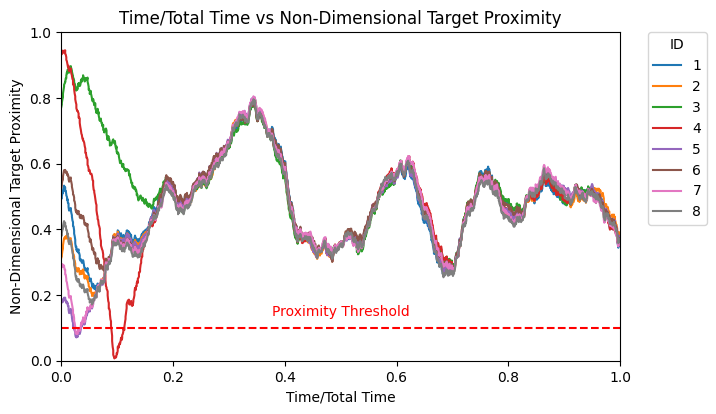 Time/Total Time vs Non-Dimensional Target Proximity
Non-Dimensional Target Proximity
1.0
0.8
0.6
0.4
0.2
0.0
Proximity Threshold
0.0 0.2 0.4 0.6 0.8 1.0
Time/Total Time
ID
1
2
3
4
5
6
7
8